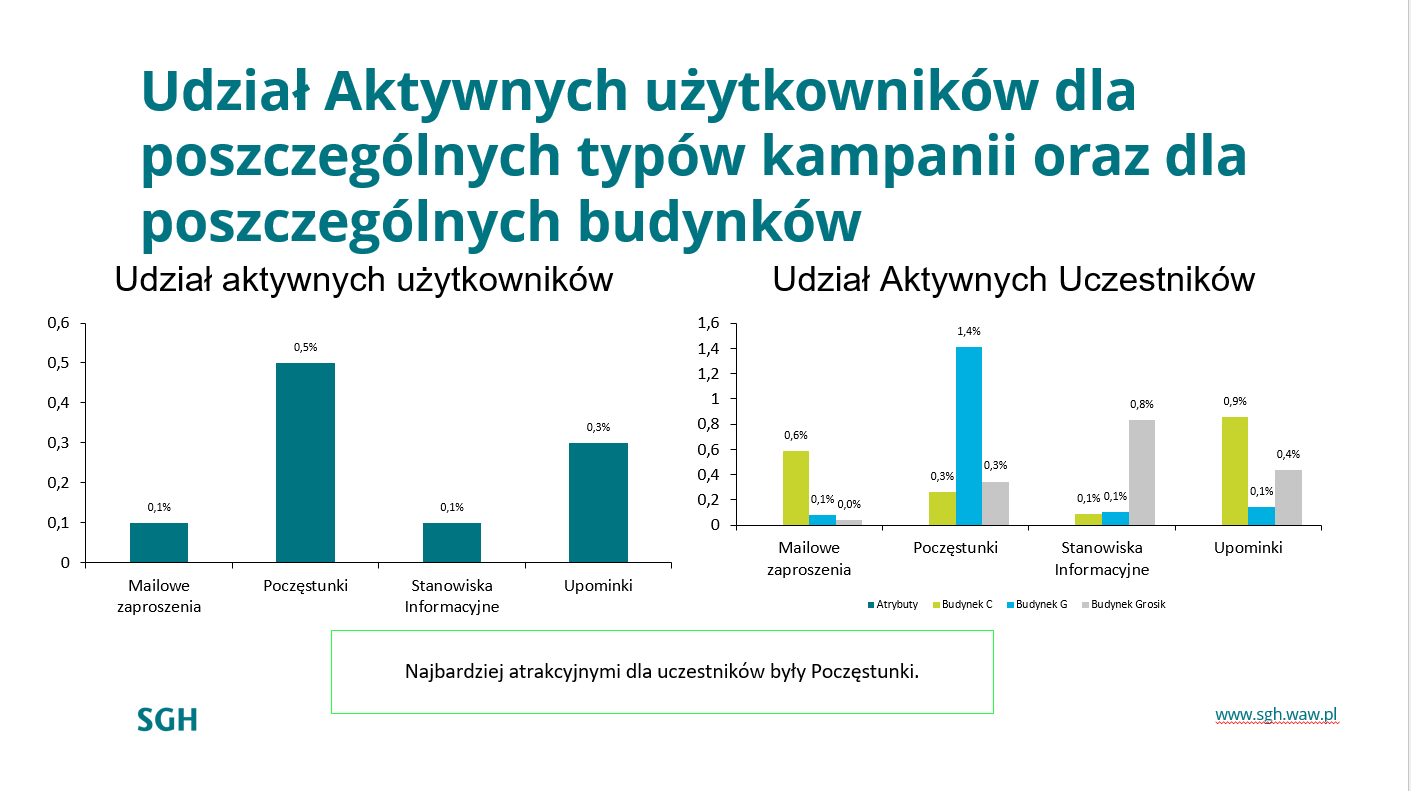 Udział Aktywnych użytkowników dla
poszczególnych typów kampanii oraz dla
poszczególnych budynków
Udział aktywnych użytkowników
0,6
0,5
0,4
0,3
0,2
0,1
0
0,1%
0,5%
0,1%
0,3%
Mailowe
zaproszenia
Poczęstunki
Stanowiska
Informacyjne
Upominki
Udział Aktywnych Uczestników
1,6
1,4
1,2
1
0,8
0,6
0,4
0,2
0
0,6%
0,1%
0,0%
0,3%
1,4%
0,3%
0,1%
0,1%
0,8%
0,9%
0,1%
0,4%
Mailowe
zaproszenia
Poczęstunki
Stanowiska
Informacyjne
Upominki
Atrybuty Budynek C Budynek G Budynek Grosik
Najbardziej atrakcyjnymi dla uczestników były Poczęstunki.
SGH
www.sgh.waw.pl